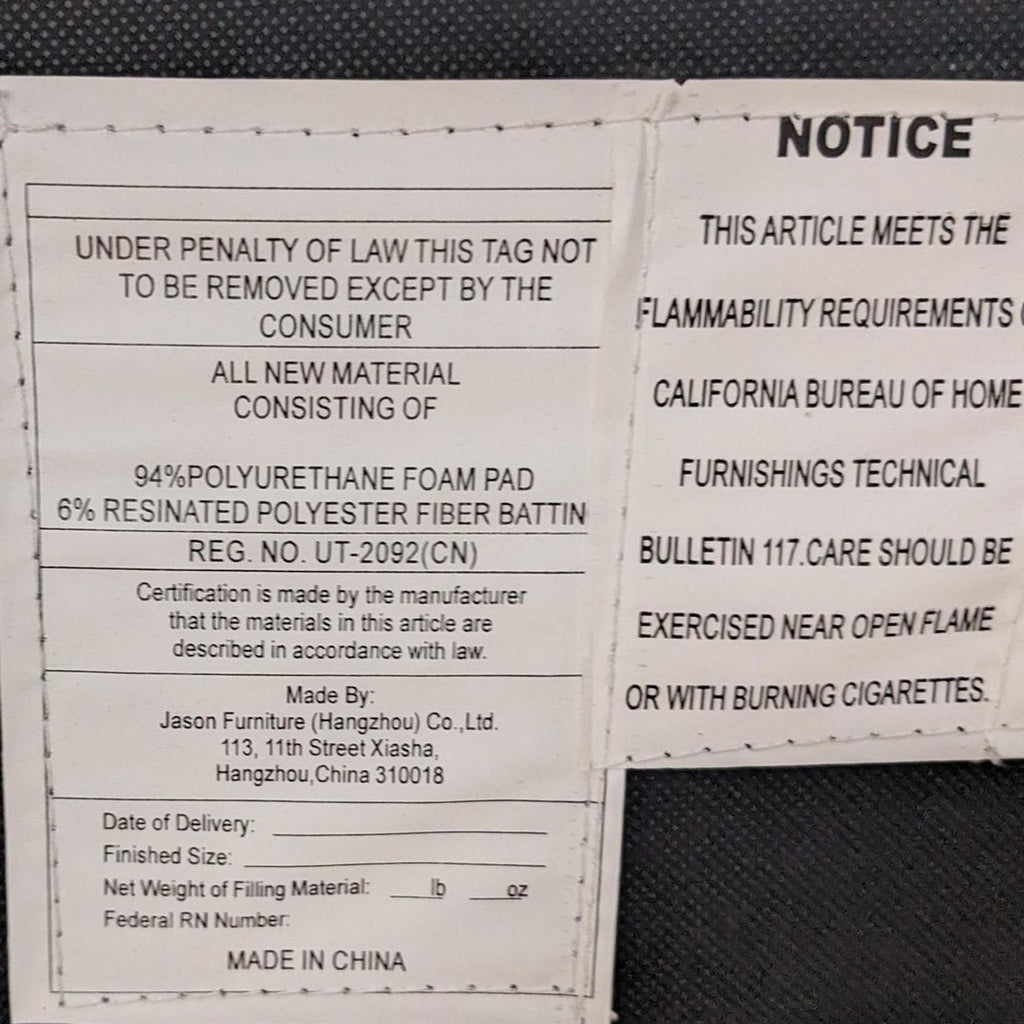 UNDER PENALTY OF LAW THIS TAG NOT
TO BE REMOVED EXCEPT BY THE
CONSUMER
ALL NEW MATERIAL
CONSISTING OF
94%POLYURETHANE FOAM PAD
6% RESINATED POLYESTER FIBER BATTIN
REG. NO. UT-2092(CN)
Certification is made by the manufacturer
that the materials in this article are
described in accordance with law.
Made By:
Jason Furniture (Hangzhou) Co.,Ltd.
113, 11th Street Xiasha,
Hangzhou,China 310018
Date of Delivery:
Finished Size:
Net Weight of Filling Material: lb oz
Federal RN Number:
MADE IN CHINA
NOTICE
THIS ARTICLE MEETS THE
FLAMMABILITY REQUIREMENTS
CALIFORNIA BUREAU OF HOME
FURNISHINGS TECHNICAL
BULLETIN 117.CARE SHOULD BE
EXERCISED NEAR OPEN FLAME
OR WITH BURNING CIGARETTES.